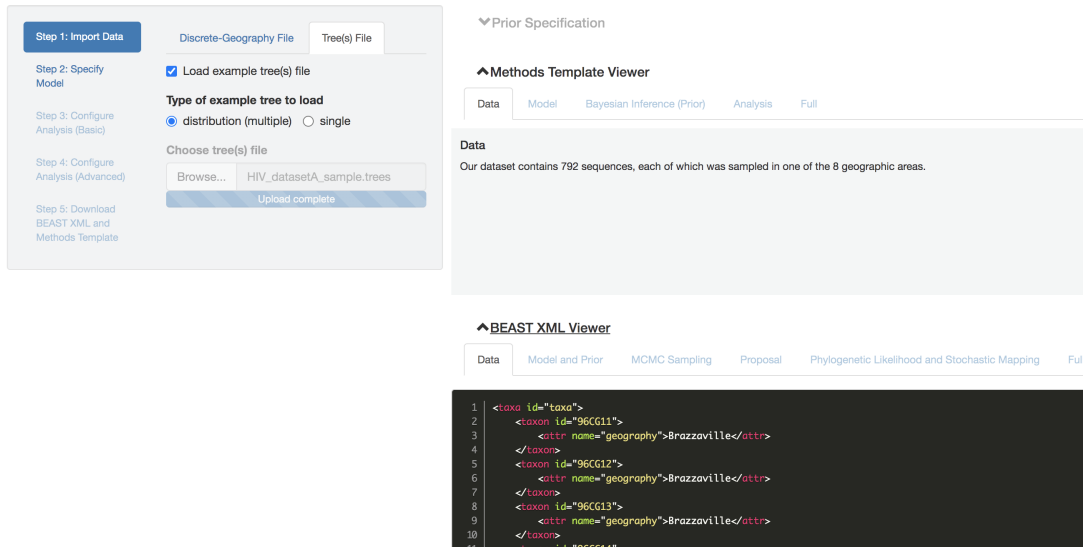 Step 1: Import Data
Step 2: Specify
Model
Step 3: Configure
Analysis (Basic)
Step 4: Configure
Analysis (Advanced)
Step 5: Download
BEAST XML and
Methods Template
Discrete-Geography File Tree(s) File
Load example tree(s) file
Type of example tree to load
distribution (multiple) single
Choose tree(s) file
Browse... HIV_datasetA_sample.trees
Upload complete
Prior Specification
Methods Template Viewer
Data Model Bayesian Inference (Prior) Analysis Full
Data
Our dataset contains 792 sequences, each of which was sampled in one of the 8 geographic areas.
BEAST XML Viewer
Data Model and Prior MCMC Sampling Proposal Phylogenetic Likelihood and Stochastic Mapping Ful
1 <taxa id="taxa">
2 <taxon id="96CG11">
3 <attr name="geography">Brazzaville</attr>
4 </taxon>
5 <taxon id="96CG12">
6 <attr name="geography">Brazzaville</attr>
7 </taxon>
8 <taxon id="96CG13">
9 <attr name="geography">Brazzaville</attr>
10 </taxon>